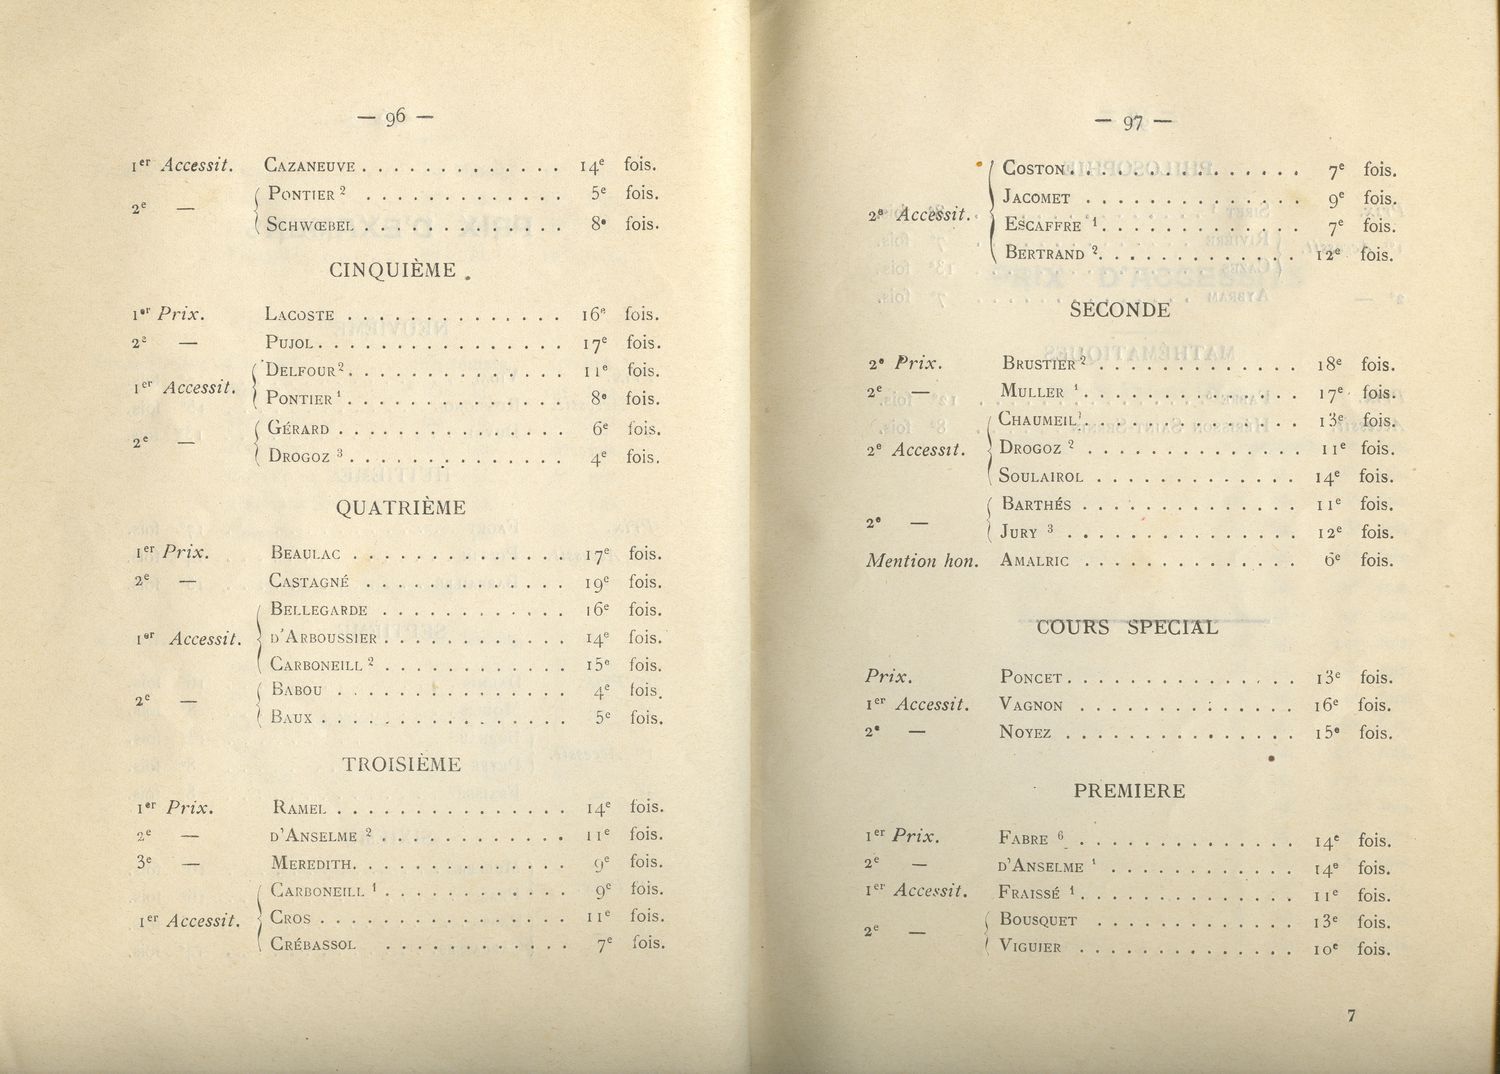 — 96 —
1er Accessit. CAZANEUVE . . . . . . . . . . . . . 14e fois.
2e — PONTIER 2 . . . . . . . . . . . . . 5e fois.
SCHWŒBEL . . . . . . . . . . . . . 8e fois.
CINQUIÈME
1er Prix. LACOSTE . . . . . . . . . . . . . 16e fois.
2e — PUJOL . . . . . . . . . . . . . 17e fois.
1er Accessit. DELFOUR 2 . . . . . . . . . . . . . 11e fois.
PONTIER 1 . . . . . . . . . . . . . 8e fois.
2e — GÉRARD . . . . . . . . . . . . . 6e fois.
DROGOZ 3 . . . . . . . . . . . . . 4e fois.
QUATRIÈME
1er Prix. BEAULAC . . . . . . . . . . . . . 17e fois.
2e — CASTAGNÉ . . . . . . . . . . . . . 19e fois.
BELLEGARDE . . . . . . . . . . . . 16e fois.
1er Accessit. D'ARBOUSSIER . . . . . . . . . . . . 14e fois.
CARBONEILL 2 . . . . . . . . . . . . 15e fois.
2e — BABOU . . . . . . . . . . . . . 4e fois.
BAUX . . . . . . . . . . . . . 5e fois.
TROISIÈME
1er Prix. RAMEL . . . . . . . . . . . . . 14e fois.
2e — D'ANSELME 2 . . . . . . . . . . . . 11e fois.
3e — MEREDITH . . . . . . . . . . . . . 9e fois.
CARBONEILL 1 . . . . . . . . . . . . 9e fois.
1er Accessit. CROS . . . . . . . . . . . . . 11e fois.
CRÉBASSOL . . . . . . . . . . . . 7e fois.
— 97 —
COSTON . . . . . . . . . . . . . 7e fois.
2e Accessit. JACOMET . . . . . . . . . . . . . 9e fois.
ESCAFFRE 1 . . . . . . . . . . . . . 7e fois.
BERTRAND 2 . . . . . . . . . . . . . 12e fois.
SECONDE
2e Prix. BRUSTIER 2 . . . . . . . . . . . . . 18e fois.
2e — MULLER 1 . . . . . . . . . . . . . 17e fois.
CHAUMEIL 1 . . . . . . . . . . . . . 13e fois.
2e Accessit. DROGOZ 2 . . . . . . . . . . . . . 11e fois.
SOULAIROL . . . . . . . . . . . . . 14e fois.
2e — BARTHÉS . . . . . . . . . . . . . 11e fois.
JURY 3 . . . . . . . . . . . . . 12e fois.
Mention hon. AMALRIC . . . . . . . . . . . . . 6e fois.
COURS SPECIAL
Prix. PONCET . . . . . . . . . . . . . 13e fois.
1er Accessit. VAGNON . . . . . . . . . . . . . 16e fois.
2e — NOYEZ . . . . . . . . . . . . . 15e fois.
PREMIERE
1er Prix. FABRE 6 . . . . . . . . . . . . . 14e fois.
2e — D'ANSELME 1 . . . . . . . . . . . . 14e fois.
1er Accessit. FRAISSÉ 1 . . . . . . . . . . . . . 11e fois.
2e — BOUSQUET . . . . . . . . . . . . . 13e fois.
VIGUIER . . . . . . . . . . . . . 10e fois.
7